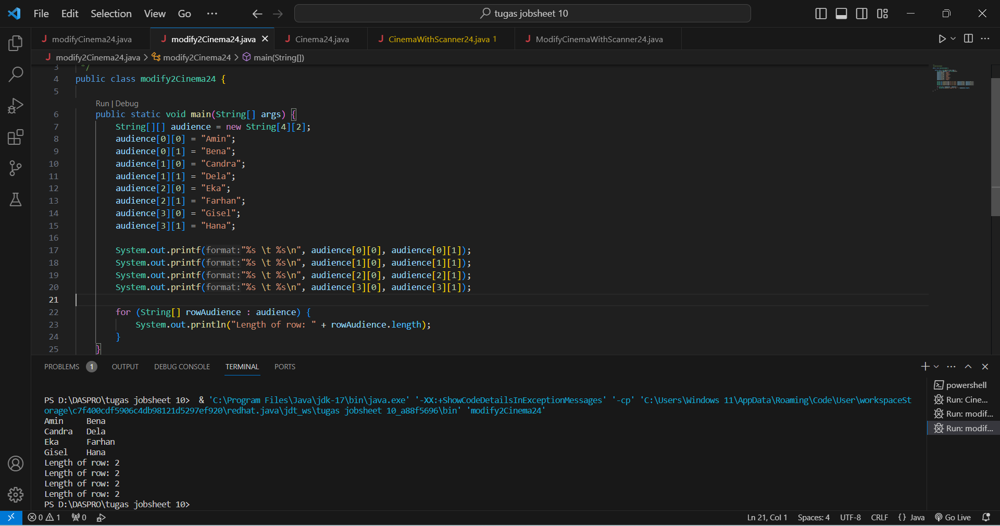 File Edit Selection View Go ··· tugas jobsheet 10
modifyCinema24.java modify2Cinema24.java Cinema24.java CinemaWithScanner24.java 1 ModifyCinemaWithScanner24.java
modify2Cinema24.java > modify2Cinema24 > main(String[])
3 */
4 public class modify2Cinema24 {
5
Run | Debug
6 public static void main(String[] args) {
7 String[][] audience = new String[4][2];
8 audience[0][0] = "Amin";
9 audience[0][1] = "Bena";
10 audience[1][0] = "Candra";
11 audience[1][1] = "Dela";
12 audience[2][0] = "Eka";
13 audience[2][1] = "Farhan";
14 audience[3][0] = "Gisel";
15 audience[3][1] = "Hana";
16
17 System.out.printf(format:"%s \t %s\n", audience[0][0], audience[0][1]);
18 System.out.printf(format:"%s \t %s\n", audience[1][0], audience[1][1]);
19 System.out.printf(format:"%s \t %s\n", audience[2][0], audience[2][1]);
20 System.out.printf(format:"%s \t %s\n", audience[3][0], audience[3][1]);
21
22 for (String[] rowAudience : audience) {
23 System.out.println("Length of row: " + rowAudience.length);
24 }
25 }
PROBLEMS 1 OUTPUT DEBUG CONSOLE TERMINAL PORTS
PS D:\DASPRO\tugas jobsheet 10> & 'C:\Program Files\Java\jdk-17\bin\java.exe' '-XX:+ShowCodeDetailsInExceptionMessages' '-cp' 'C:\Users\Windows 11\AppData\Roaming\Code\User\workspaceSt
orage\c7f400cdf5906c4db98121d5297ef920\redhat.java\jdt_ws\tugas jobsheet 10_a88f5696\bin' 'modify2Cinema24'
Amin Bena
Candra Dela
Eka Farhan
Gisel Hana
Length of row: 2
Length of row: 2
Length of row: 2
Length of row: 2
PS D:\DASPRO\tugas jobsheet 10>
powershell
Run: Cine...
Run: modif...
Run: modif...
0 1 0 Ln 21, Col 1 Spaces: 4 UTF-8 CRLF {} Java Go Live